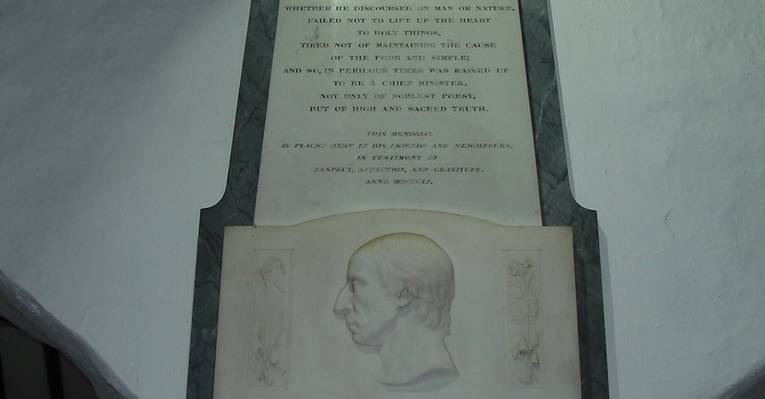 WHETHER HE DISCOURSED ON MAN OR NATURE,
FAILED NOT TO LIFT UP THE HEART
TO HOLY THINGS,
TIRED NOT OF MAINTAINING THE CAUSE
OF THE POOR AND SIMPLE;
AND SO, IN PERILOUS TIMES WAS RAISED UP
TO BE A CHIEF MINISTER,
NOT ONLY OF NOBLEST POESY,
BUT OF HIGH AND SACRED TRUTH.
THIS MEMORIAL
IS PLACED HERE BY HIS FRIENDS AND NEIGHBOURS,
IN TESTIMONY OF
RESPECT, AFFECTION, AND GRATITUDE.
ANNO MDCCCLI.